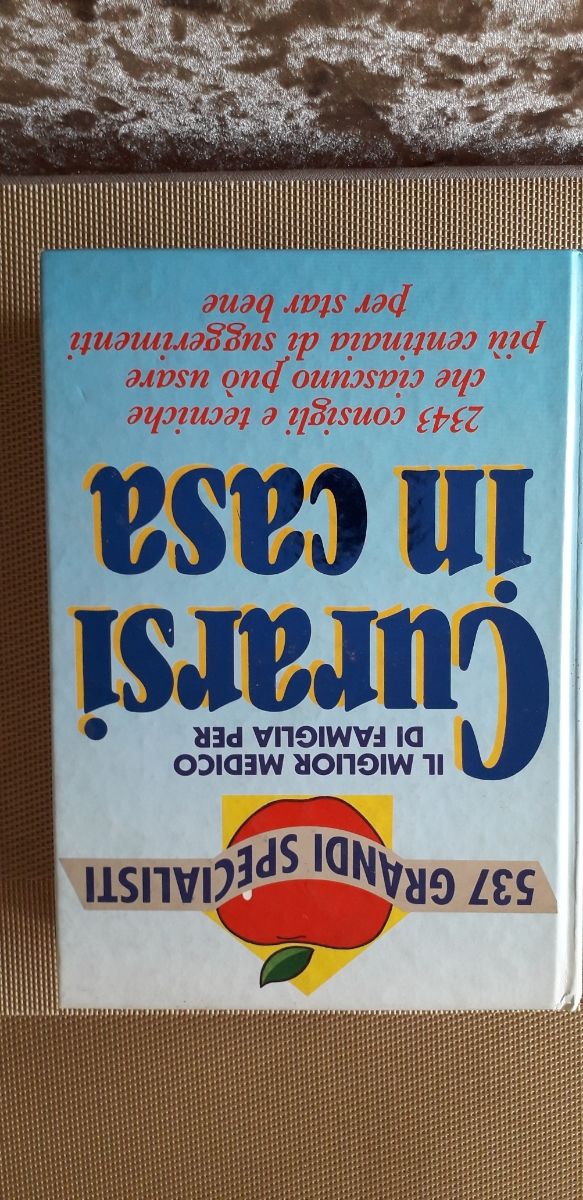 537 GRANDI SPECIALISTI
IL MIGLIOR MEDICO
DI FAMIGLIA PER
Curarsi
in casa
2343 consigli e tecniche
che ciascuno può usare
più centinaia di suggerimenti
per star bene